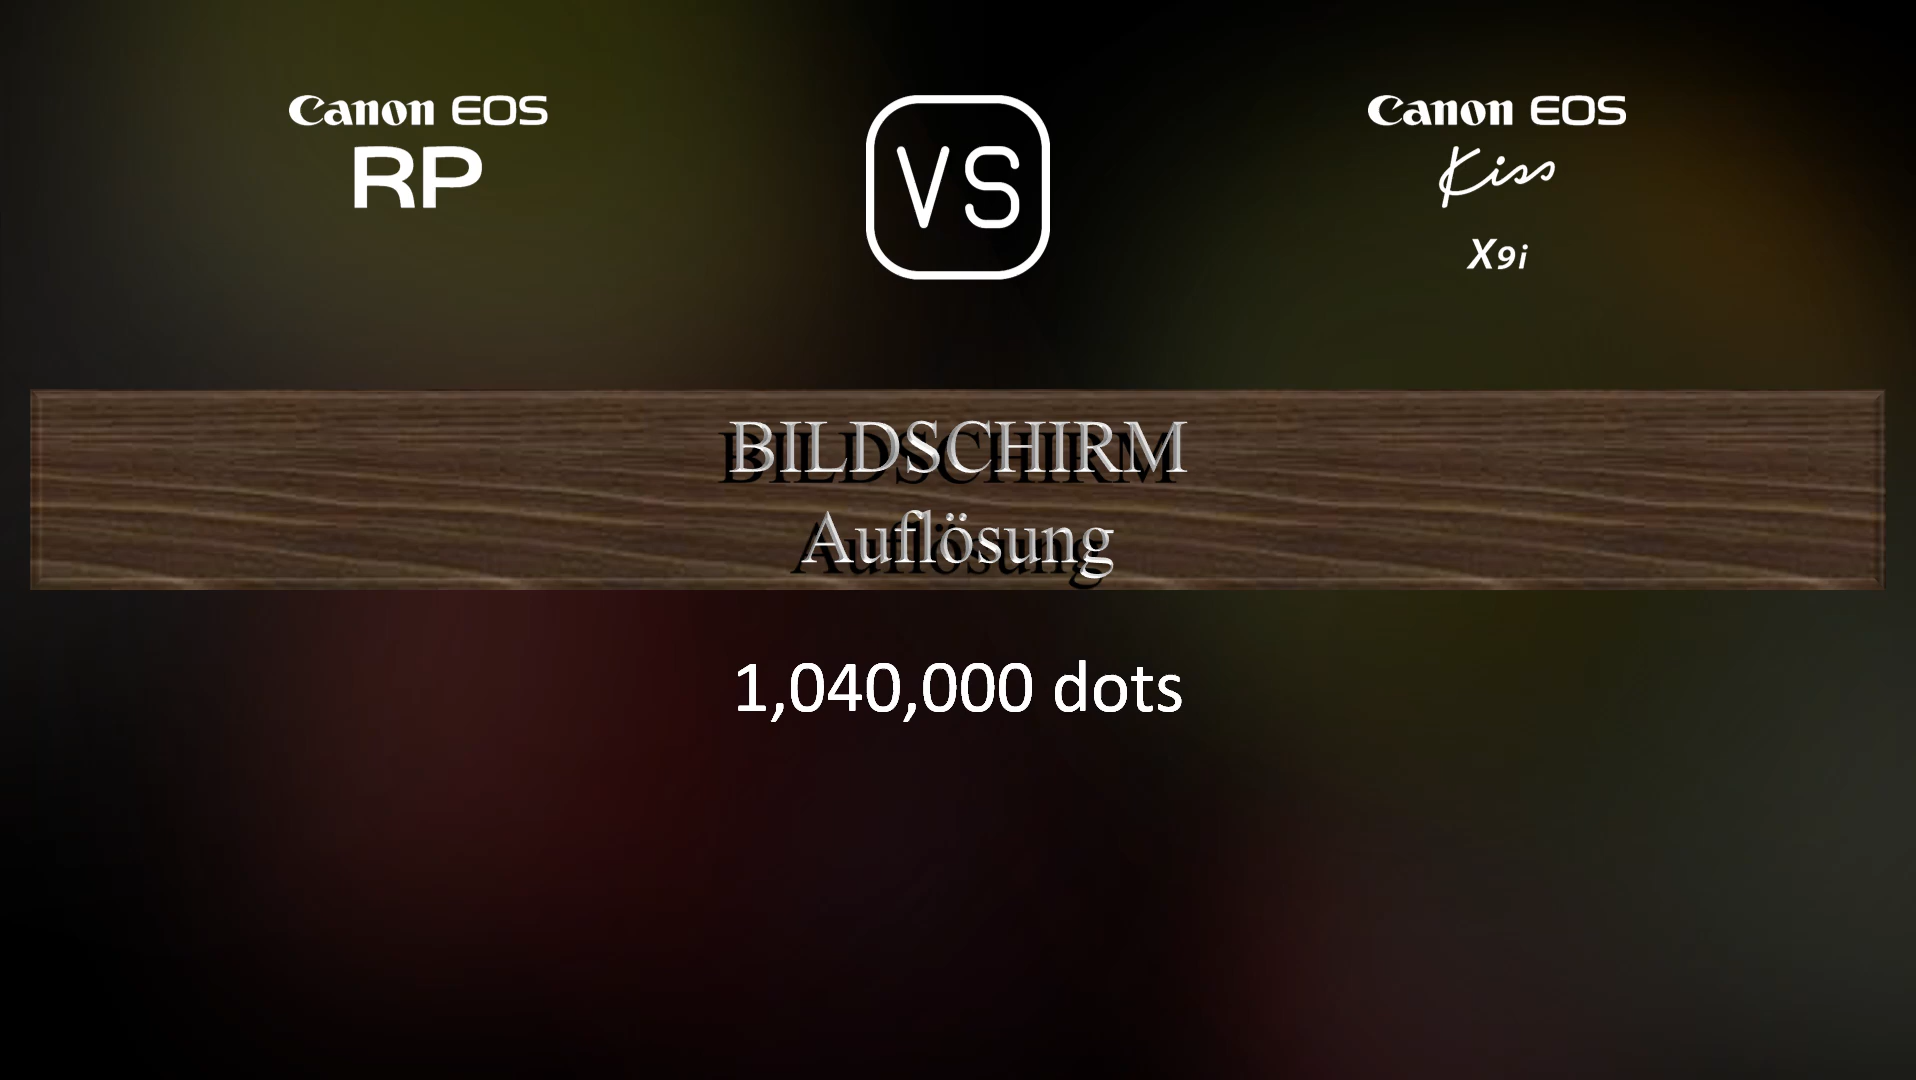 Canon EOS
RP
VS
Canon EOS
Kiss
X9i
BILDSCHIRM
Auflösung
1,040,000 dots